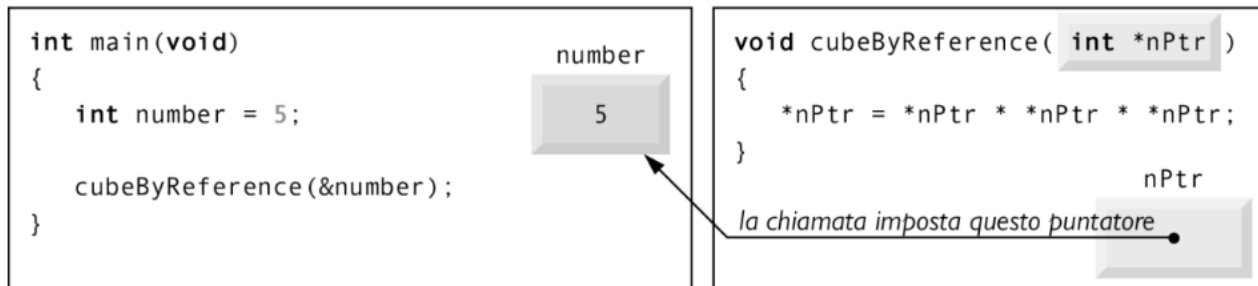 int main(void)
{
int number = 5;
cubeByReference(&number);
}
number
5
void cubeByReference( int *nPtr )
{
*nPtr = *nPtr * *nPtr * *nPtr;
}
nPtr
la chiamata imposta questo puntatore